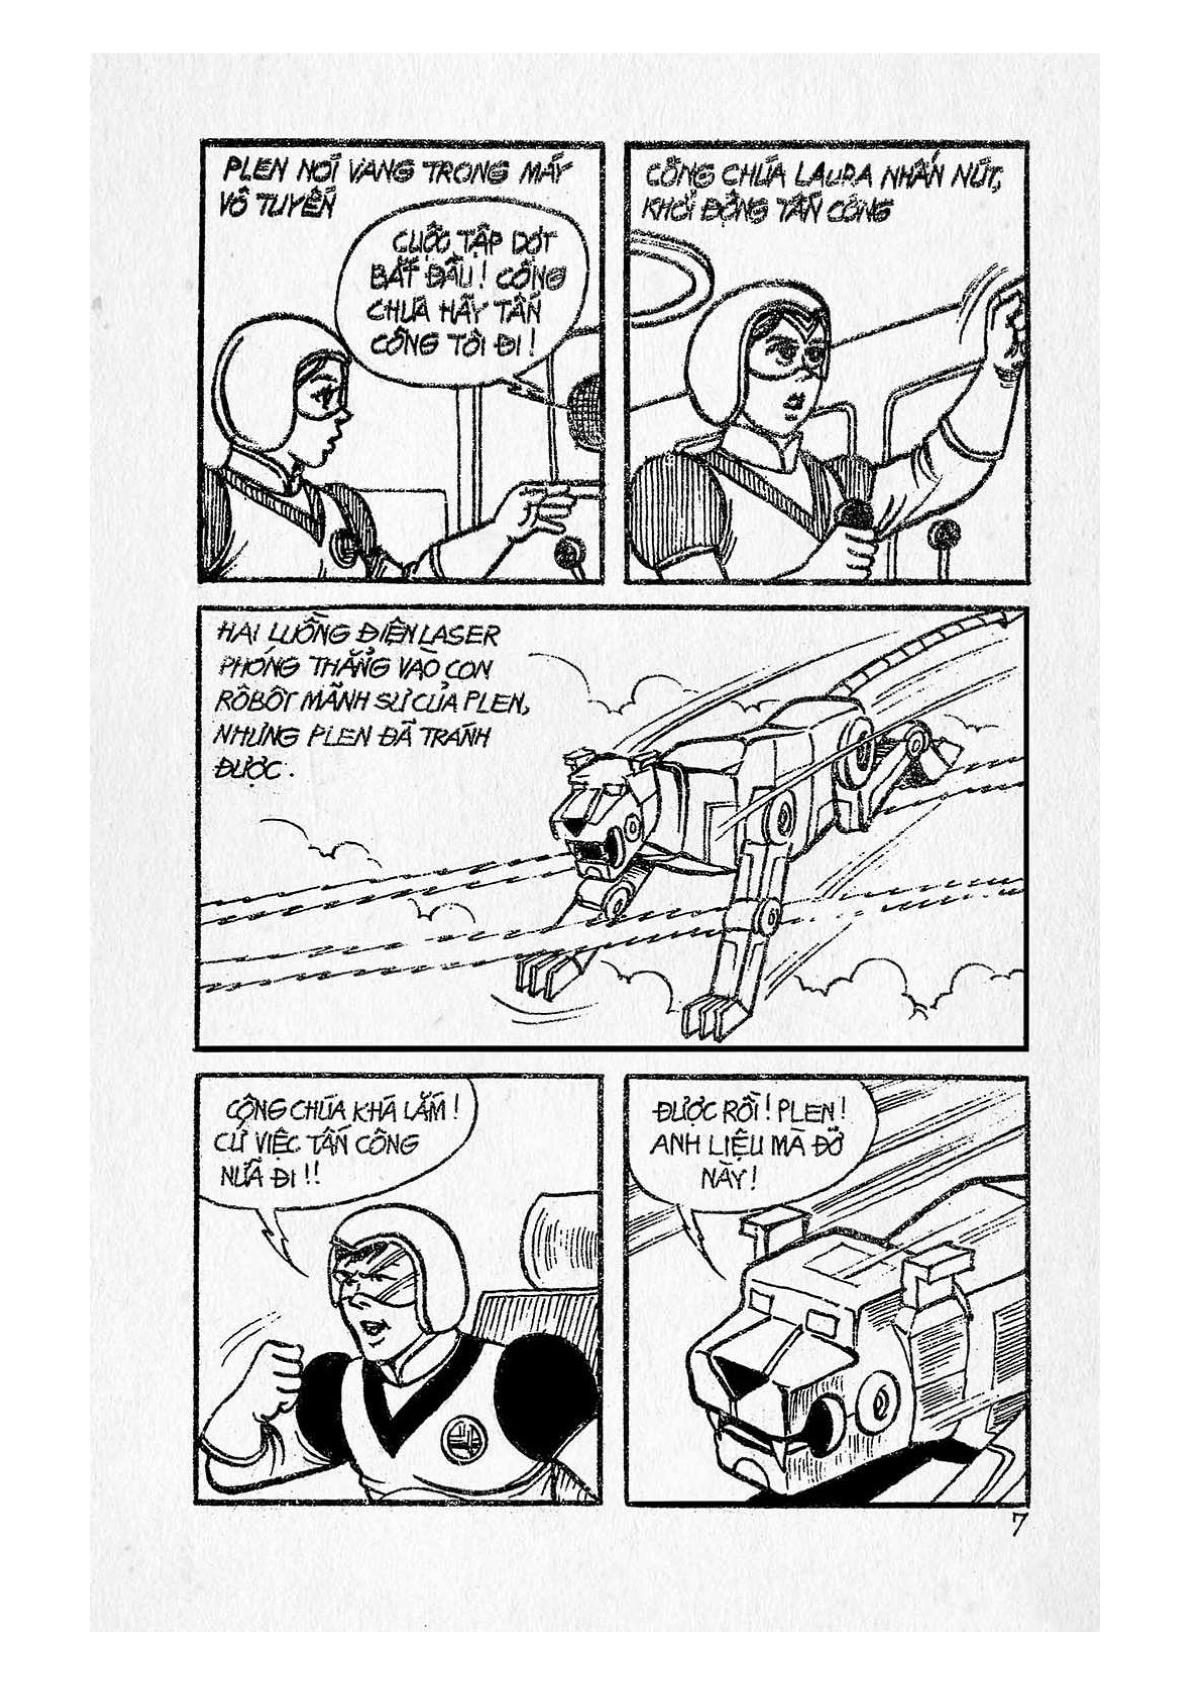 PLEN NÓI VANG TRONG MÁY
VÔ TUYẾN
CUỘC TẬP DỢT
BẮT ĐẦU! CÔNG
CHÚA HÃY TẤN
CÔNG TÔI ĐI!
CÔNG CHÚA LAURA NHẤN NÚT,
KHỞI ĐỘNG TẤN CÔNG
HAI LUỒNG ĐIỆN LASER
PHÓNG THẲNG VÀO CON
RÔBÔT MÃNH SƯ CỦA PLEN,
NHƯNG PLEN ĐÃ TRÁNH
ĐƯỢC.
CÔNG CHÚA KHÁ LẮM!
CỨ VIỆC TẤN CÔNG
NỮA ĐI!!
ĐƯỢC RỒI! PLEN!
ANH LIỆU MÀ ĐỠ
NÀY!
7